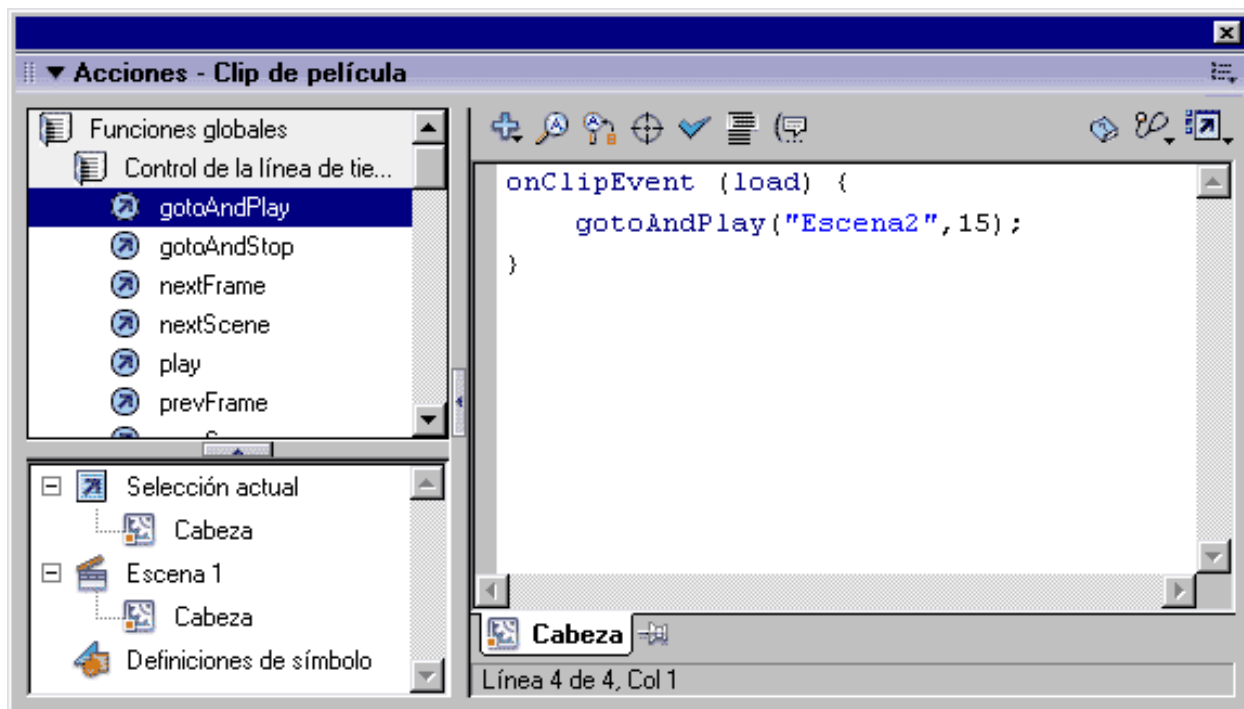 Acciones - Clip de película
Funciones globales
Control de la línea de tie...
gotoAndPlay
gotoAndStop
nextFrame
nextScene
play
prevFrame
Selección actual
Cabeza
Escena 1
Cabeza
Definiciones de símbolo
onClipEvent (load) {
gotoAndPlay("Escena2",15);
}
Cabeza
Línea 4 de 4, Col 1